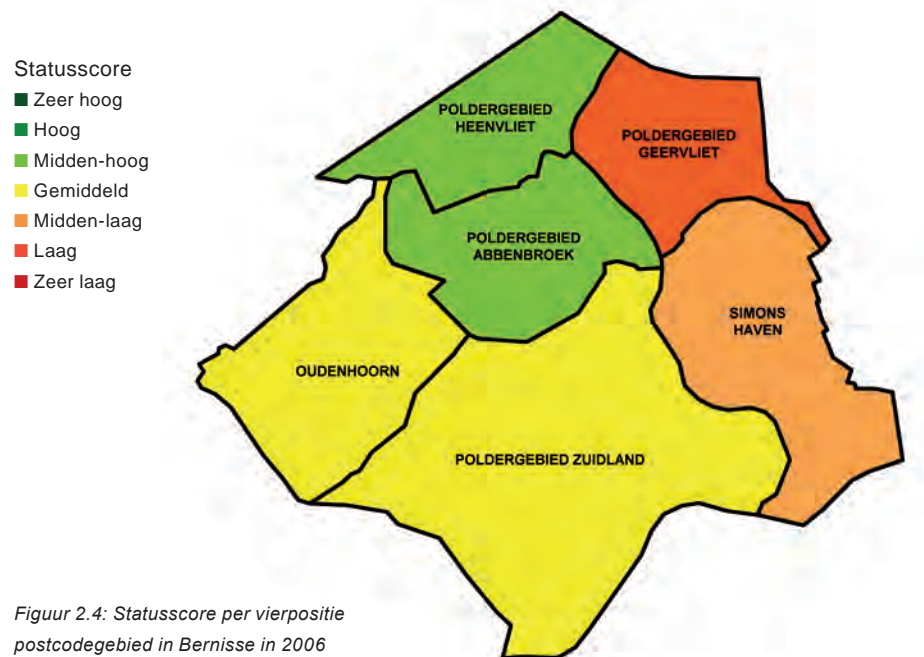 Statusscore
Zeer hoog
Hoog
Midden-hoog
Gemiddeld
Midden-laag
Laag
Zeer laag
POLDERGEBIED
HEENVLIET
POLDERGEBIED
GEERVLIET
POLDERGEBIED
ABBENBROEK
SIMONS
HAVEN
OUDENHOORN
POLDERGEBIED ZUIDLAND
Figuur 2.4: Statusscore per vierpositie
postcodegebied in Bernisse in 2006